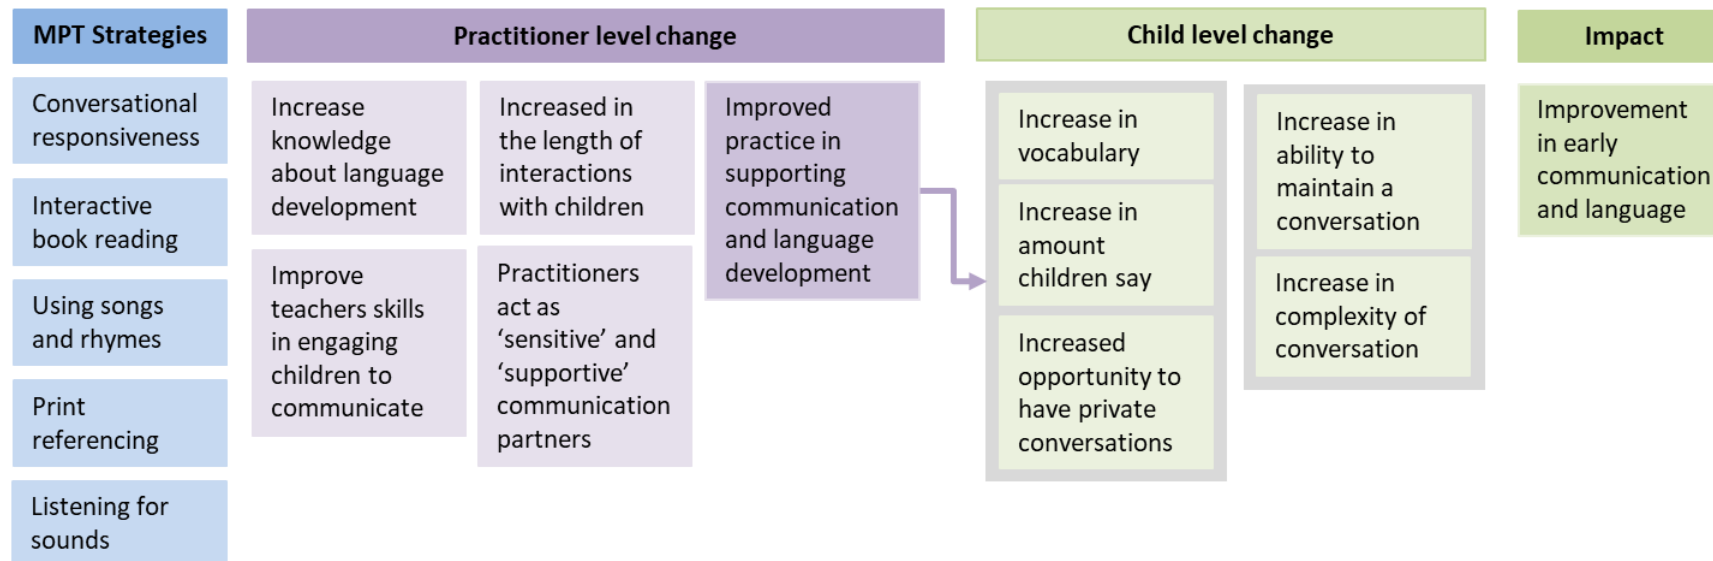 MPT Strategies
Conversational
responsiveness
Interactive
book reading
Using songs
and rhymes
Print
referencing
Listening for
sounds
Practitioner level change
Increase
knowledge
about language
development
Improve
teachers skills
in engaging
children to
communicate
Increased in
the length of
interactions
with children
Practitioners
act as
‘sensitive’ and
‘supportive’
communication
partners
Improved
practice in
supporting
communication
and language
development
Child level change
Increase in
vocabulary
Increase in
amount
children say
Increased
opportunity to
have private
conversations
Increase in
ability to
maintain a
conversation
Increase in
complexity of
conversation
Impact
Improvement
in early
communication
and language